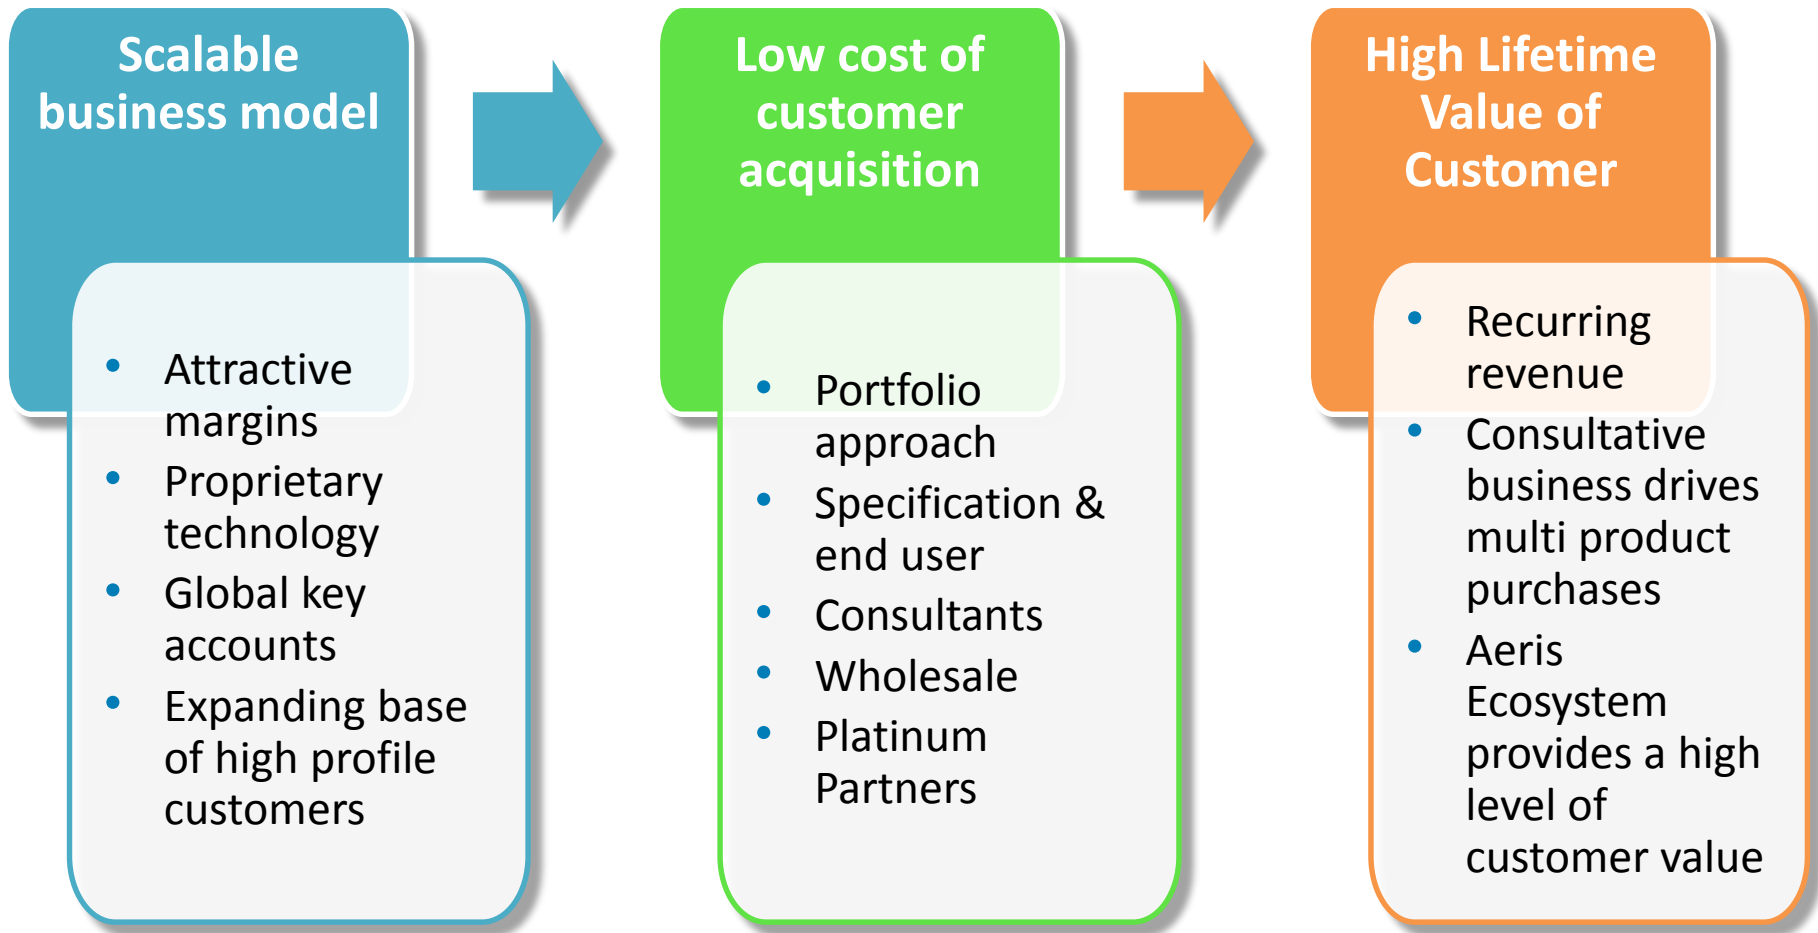 Scalable
business model
• Attractive
margins
• Proprietary
technology
• Global key
accounts
• Expanding base
of high profile
customers
Low cost of
customer
acquisition
• Portfolio
approach
• Specification &
end user
• Consultants
• Wholesale
• Platinum
Partners
High Lifetime
Value of
Customer
• Recurring
revenue
• Consultative
business drives
multi product
purchases
• Aeris
Ecosystem
provides a high
level of
customer value